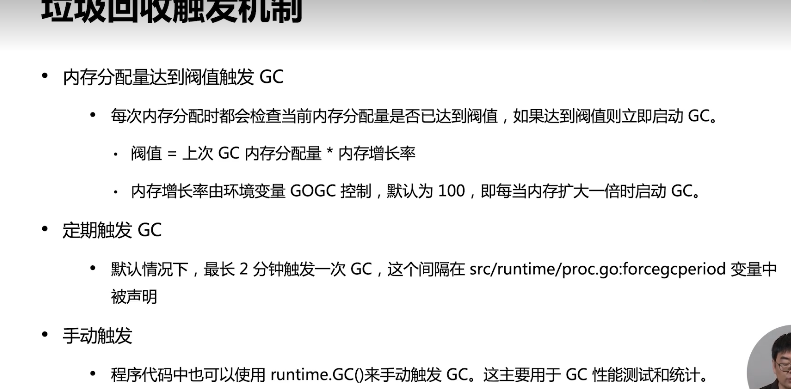 垃圾回收触发机制
• 内存分配量达到阀值触发 GC
• 每次内存分配时都会检查当前内存分配量是否已达到阀值，如果达到阀值则立即启动 GC。
• 阀值 = 上次 GC 内存分配量 * 内存增长率
• 内存增长率由环境变量 GOGC 控制，默认为 100，即每当内存扩大一倍时启动 GC。
• 定期触发 GC
• 默认情况下，最长 2 分钟触发一次 GC，这个间隔在 src/runtime/proc.go:forcegcperiod 变量中
被声明
• 手动触发
• 程序代码中也可以使用 runtime.GC()来手动触发 GC。这主要用于 GC 性能测试和统计。